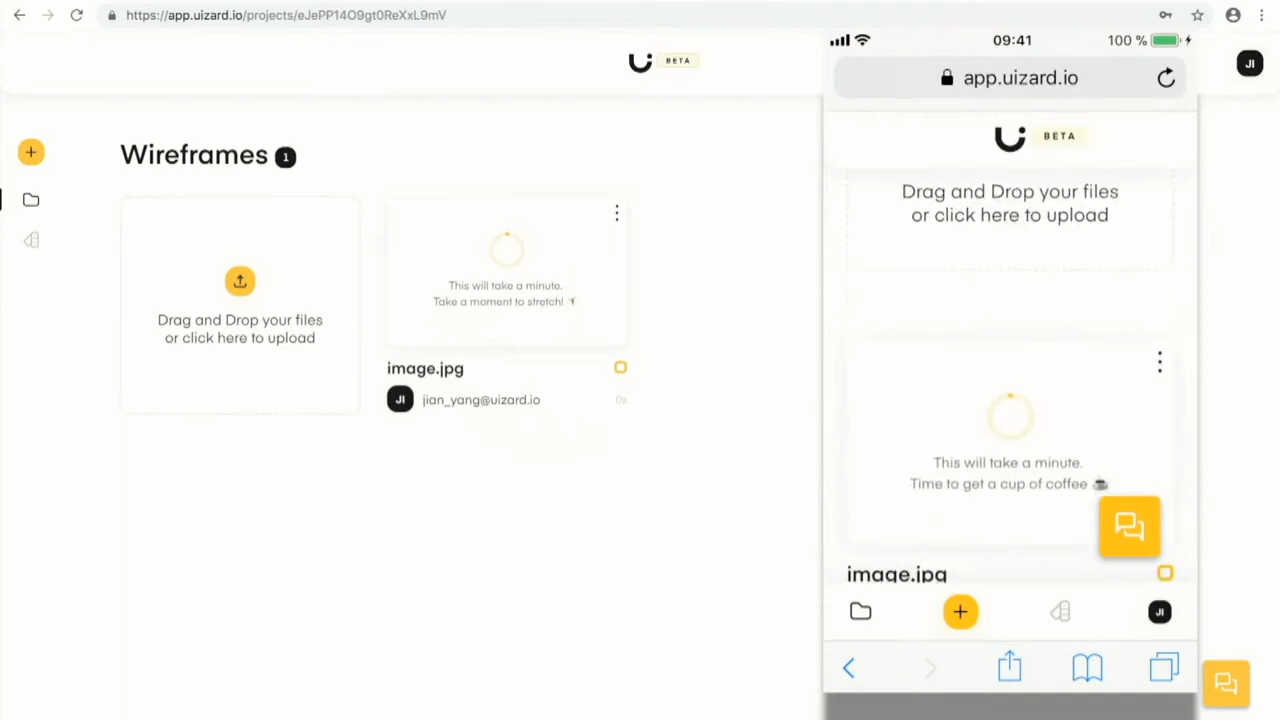 https://app.uizard.io/projects/eJePP14O9gt0ReXxL9mV
BETA
JI
Wireframes 1
Drag and Drop your files
or click here to upload
This will take a minute.
Take a moment to stretch!
image.jpg
JI jian_yang@uizard.io 0s
09:41 100 %
app.uizard.io
BETA
Drag and Drop your files
or click here to upload
This will take a minute.
Time to get a cup of coffee
image.jpg
JI